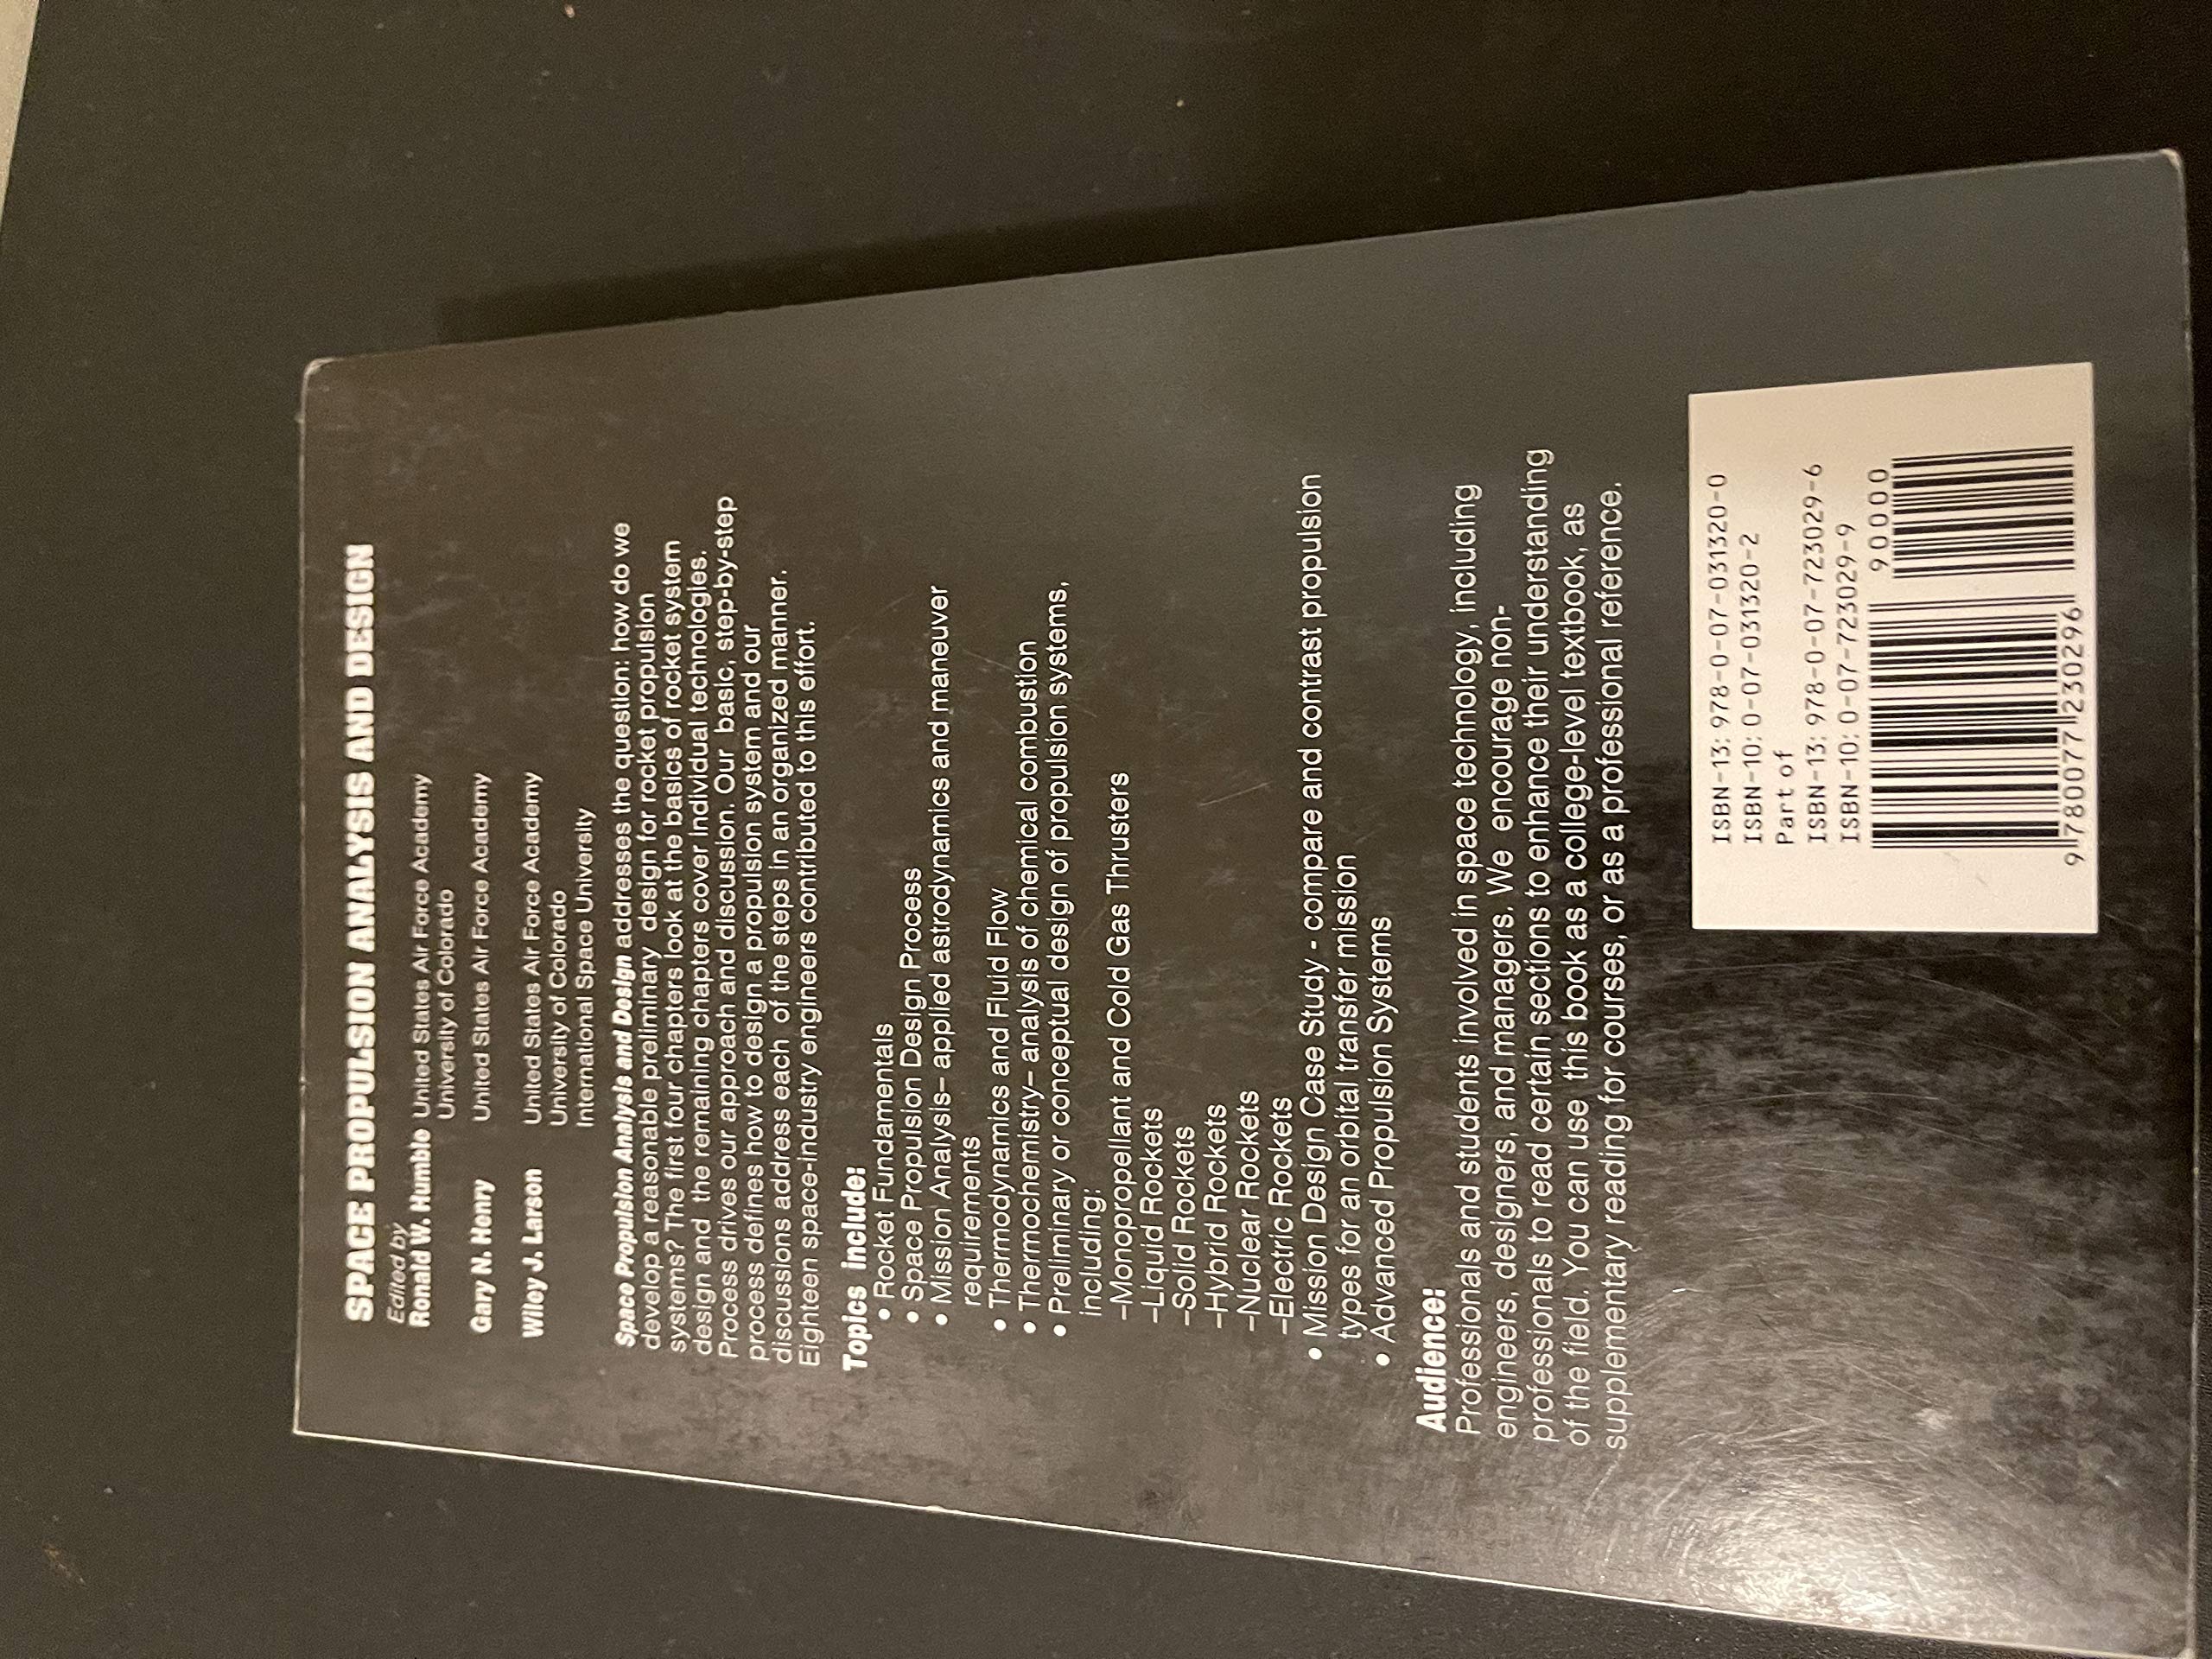 SPACE PROPULSION ANALYSIS AND DESIGN
Edited by
Ronald W. Humble United States Air Force Academy
University of Colorado
Gary N. Henry United States Air Force Academy
Wiley J. Larson United States Air Force Academy
University of Colorado
International Space University
Space Propulsion Analysis and Design addresses the question: how do we
develop a reasonable preliminary design for rocket propulsion
systems? The first four chapters look at the basics of rocket system
design and the remaining chapters cover individual technologies.
Process drives our approach and discussion. Our basic, step-by-step
process defines how to design a propulsion system and our
discussions address each of the steps in an organized manner.
Eighteen space-industry engineers contributed to this effort.
Topics include:
• Rocket Fundamentals
• Space Propulsion Design Process
• Mission Analysis– applied astrodynamics and maneuver
requirements
• Thermodynamics and Fluid Flow
• Thermochemistry– analysis of chemical combustion
• Preliminary or conceptual design of propulsion systems,
including:
–Monopropellant and Cold Gas Thrusters
–Liquid Rockets
–Solid Rockets
–Hybrid Rockets
–Nuclear Rockets
–Electric Rockets
• Mission Design Case Study - compare and contrast propulsion
types for an orbital transfer mission
• Advanced Propulsion Systems
Audience:
Professionals and students involved in space technology, including
engineers, designers, and managers. We encourage non-
professionals to read certain sections to enhance their understanding
of the field. You can use this book as a college-level textbook, as
supplementary reading for courses, or as a professional reference.
ISBN-13: 978-0-07-031320-0
ISBN-10: 0-07-031320-2
Part of
ISBN-13: 978-0-07-723029-6
ISBN-10: 0-07-723029-9
90000
9 780077 230296